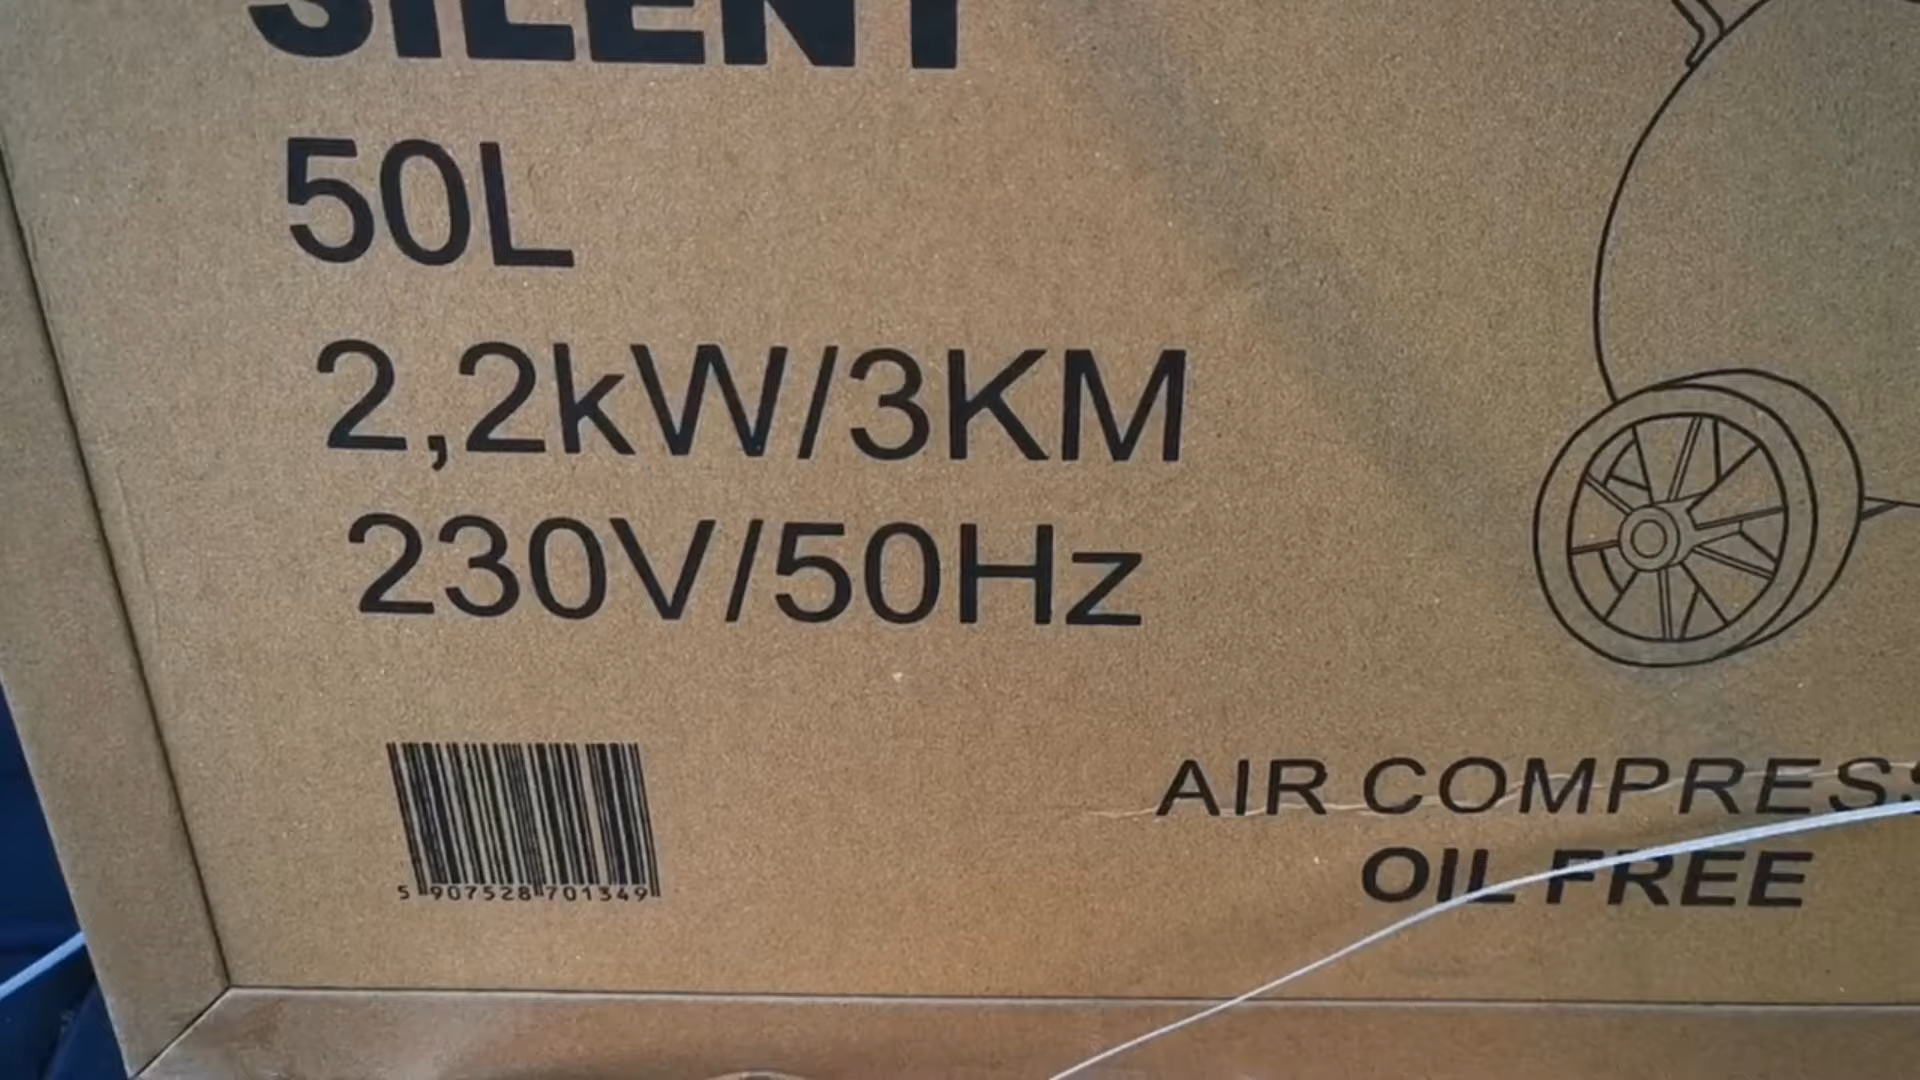 SILENT
50L
2,2kW/3KM
230V/50Hz
5 907528 701349
AIR COMPRESS
OIL FREE